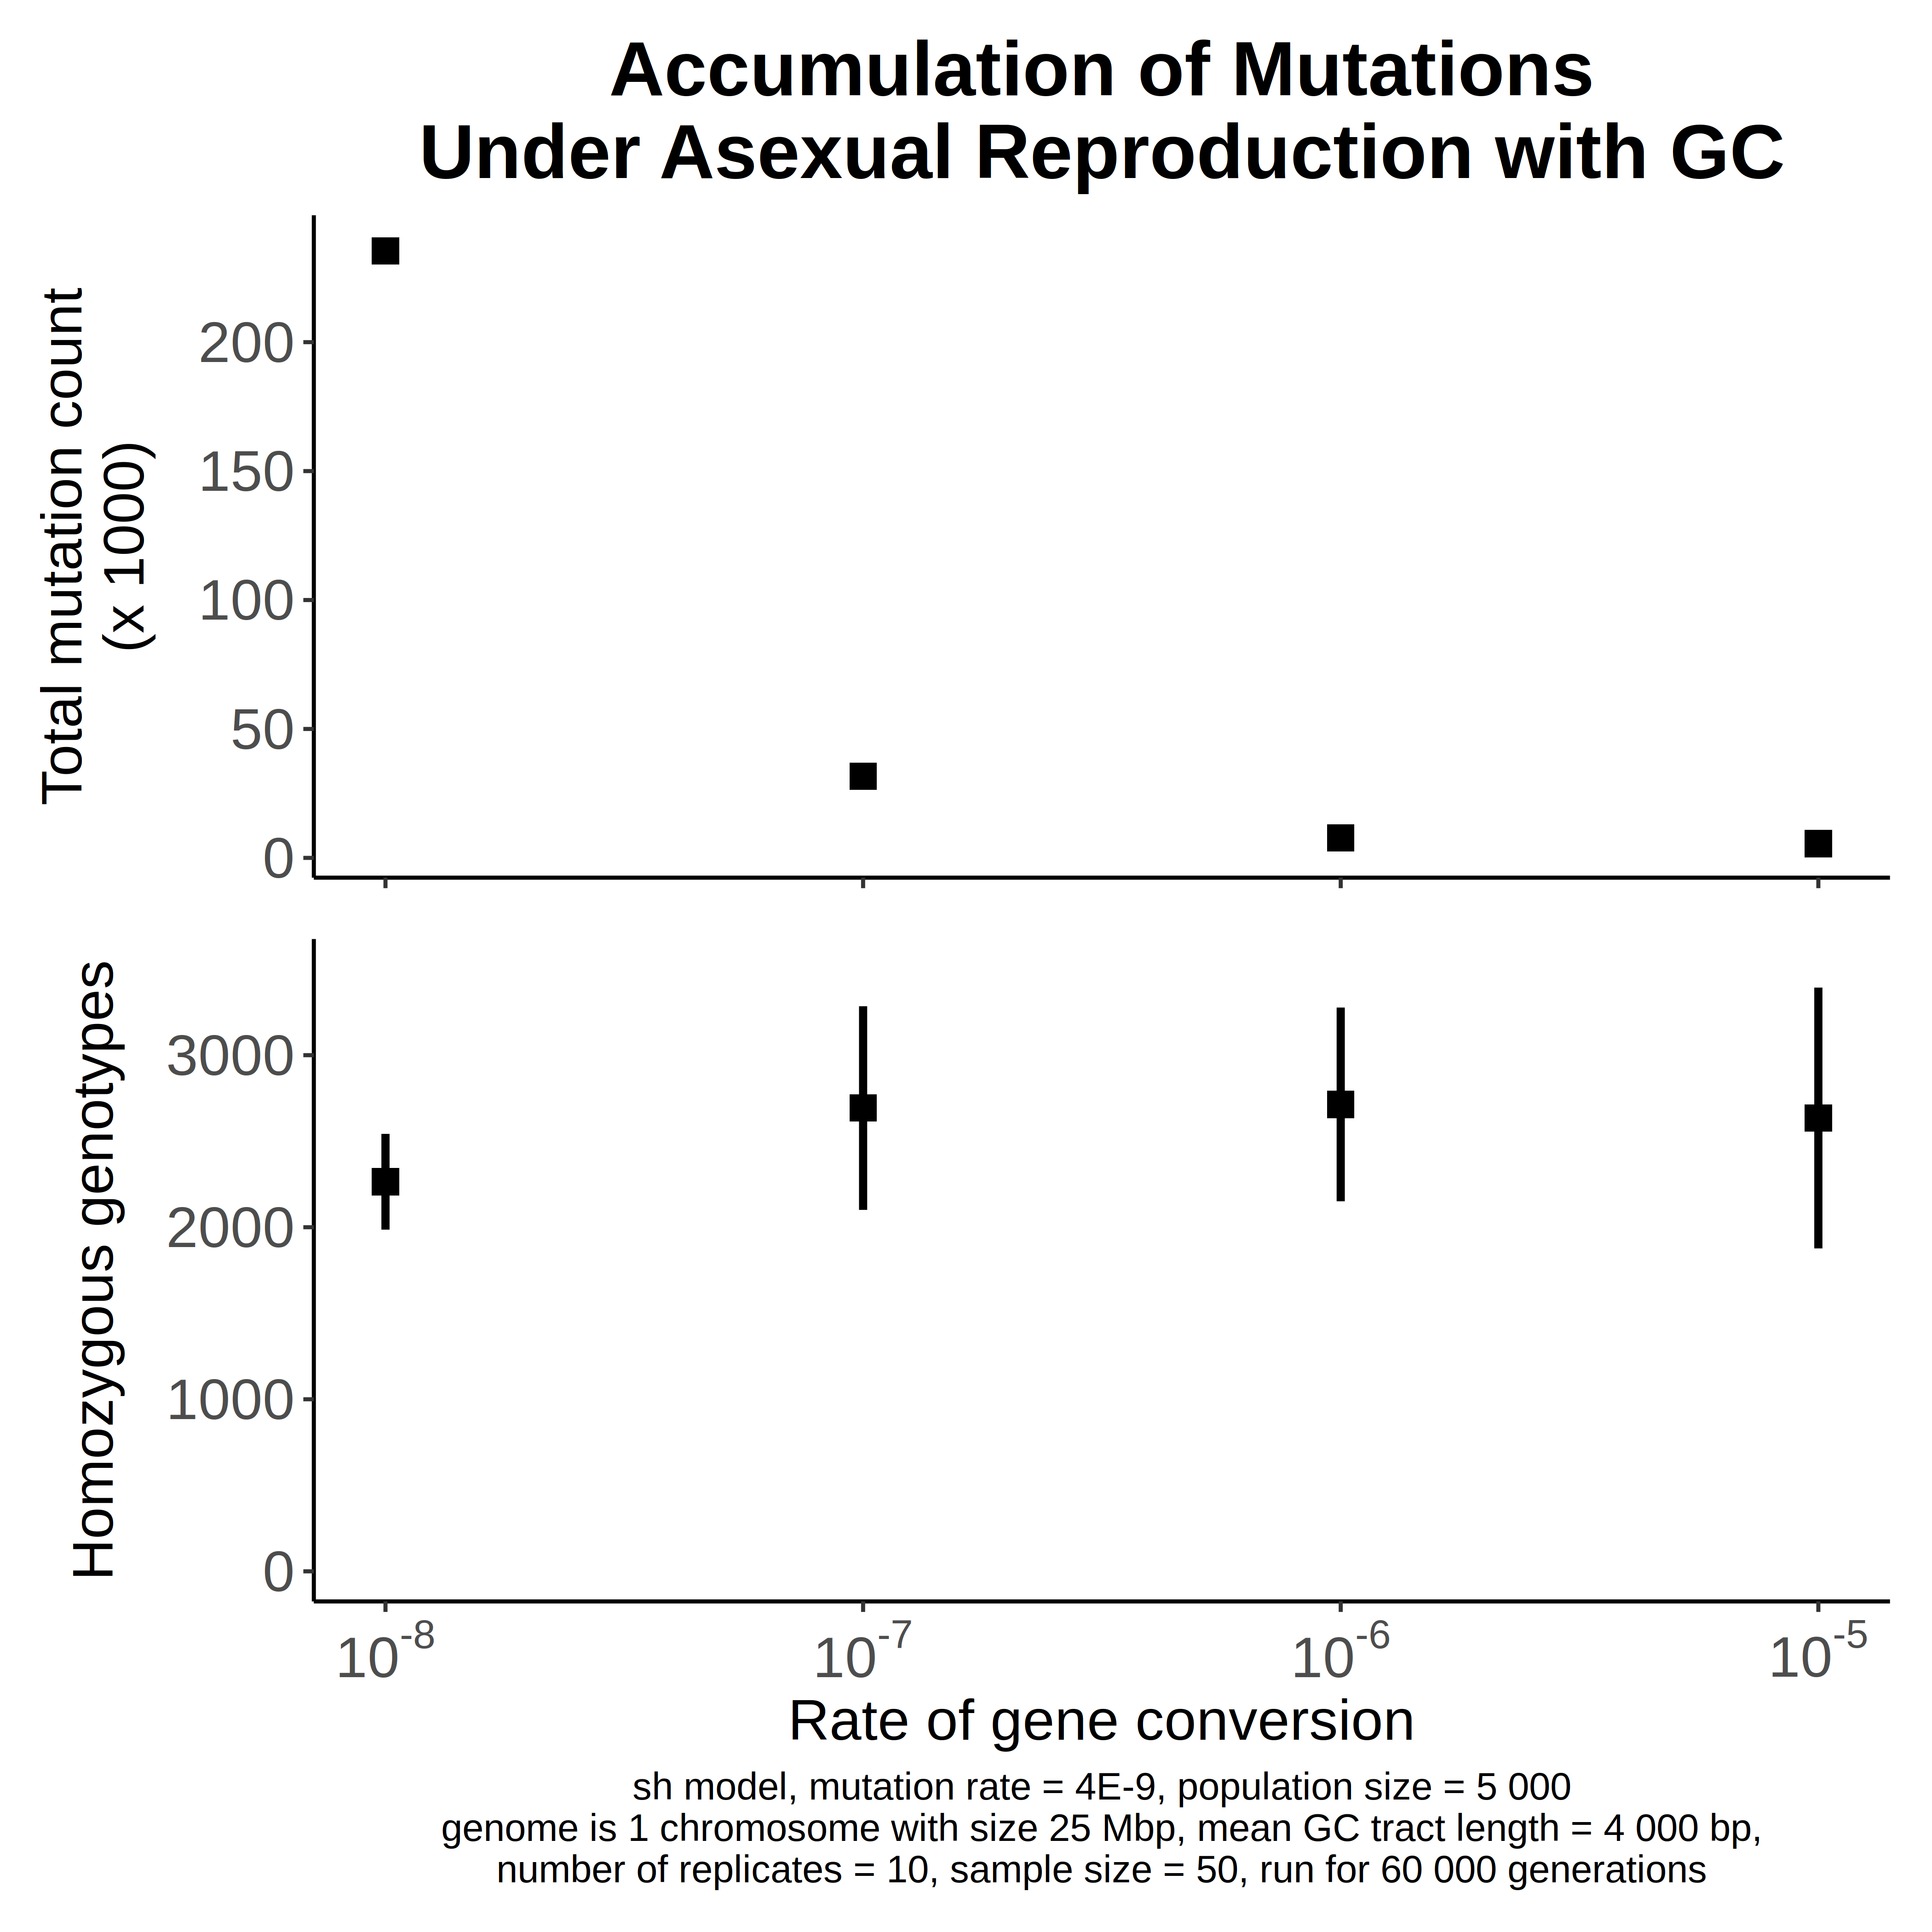 Accumulation of Mutations
Under Asexual Reproduction with GC
Total mutation count
(x 1000)
200
150
100
50
0
Homozygous genotypes
3000
2000
1000
0
10^-8
10^-7
10^-6
10^-5
Rate of gene conversion
sh model, mutation rate = 4E-9, population size = 5 000
genome is 1 chromosome with size 25 Mbp, mean GC tract length = 4 000 bp,
number of replicates = 10, sample size = 50, run for 60 000 generations